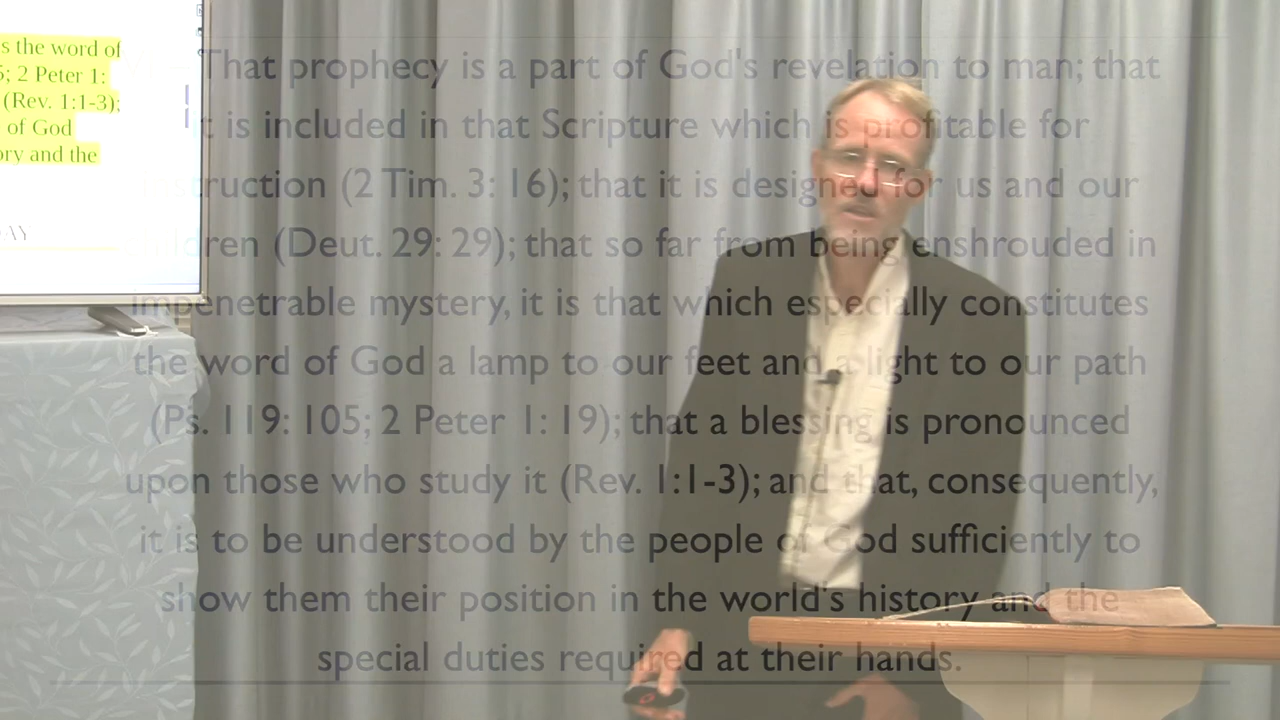 s the word of
5; 2 Peter 1:
(Rev. 1:1-3);
of God
ory and the
AY
That prophecy is a part of God's revelation to man; that
it is included in that Scripture which is profitable for
instruction (2 Tim. 3: 16); that it is designed for us and our
children (Deut. 29: 29); that so far from being enshrouded in
impenetrable mystery, it is that which especially constitutes
the word of God a lamp to our feet and a light to our path
(Ps. 119: 105; 2 Peter 1: 19); that a blessing is pronounced
upon those who study it (Rev. 1:1-3); and that, consequently,
it is to be understood by the people of God sufficiently to
show them their position in the world's history and the
special duties required at their hands.